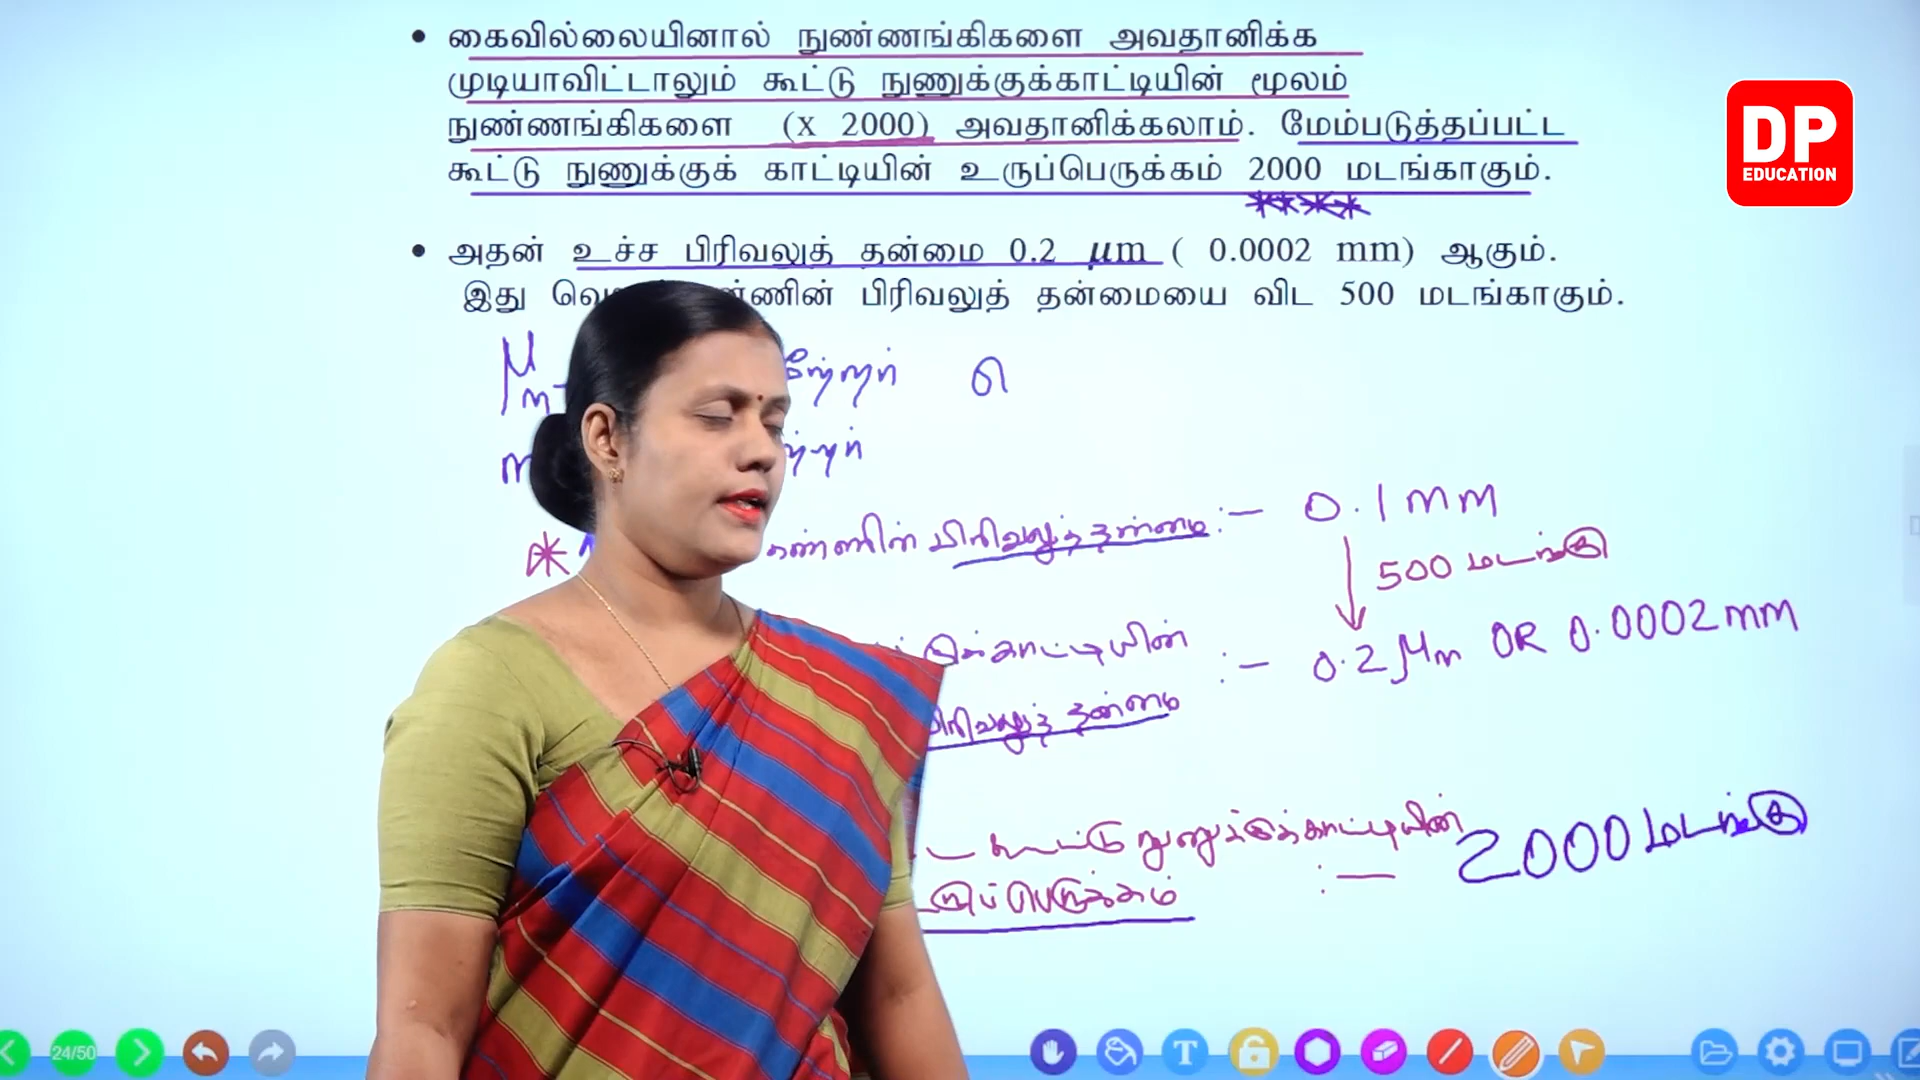 • கைவில்லையினால் நுண்ணங்கிகளை அவதானிக்க
முடியாவிட்டாலும் கூட்டு நுணுக்குக்காட்டியின் மூலம்
நுண்ணங்கிகளை (x 2000) அவதானிக்கலாம். மேம்படுத்தப்பட்ட
கூட்டு நுணுக்குக் காட்டியின் உருப்பெருக்கம் 2000 மடங்காகும்.
DP
EDUCATION
• அதன் உச்ச பிரிவலுத் தன்மை 0.2 μm ( 0.0002 mm) ஆகும்.
இது பிரிவலுத் தன்மையை விட 500 மடங்காகும்.
μm
கண்ணின் பிரிவலுத் தன்மை :- 0.1 mm
500 மடங்கு
காட்டியின்
பிரிவலுத் தன்மை :- 0.2 μm OR 0.0002 mm
கூட்டு நுணுக்குக்காட்டியின்
:- 2000 மடங்கு
24/50
T